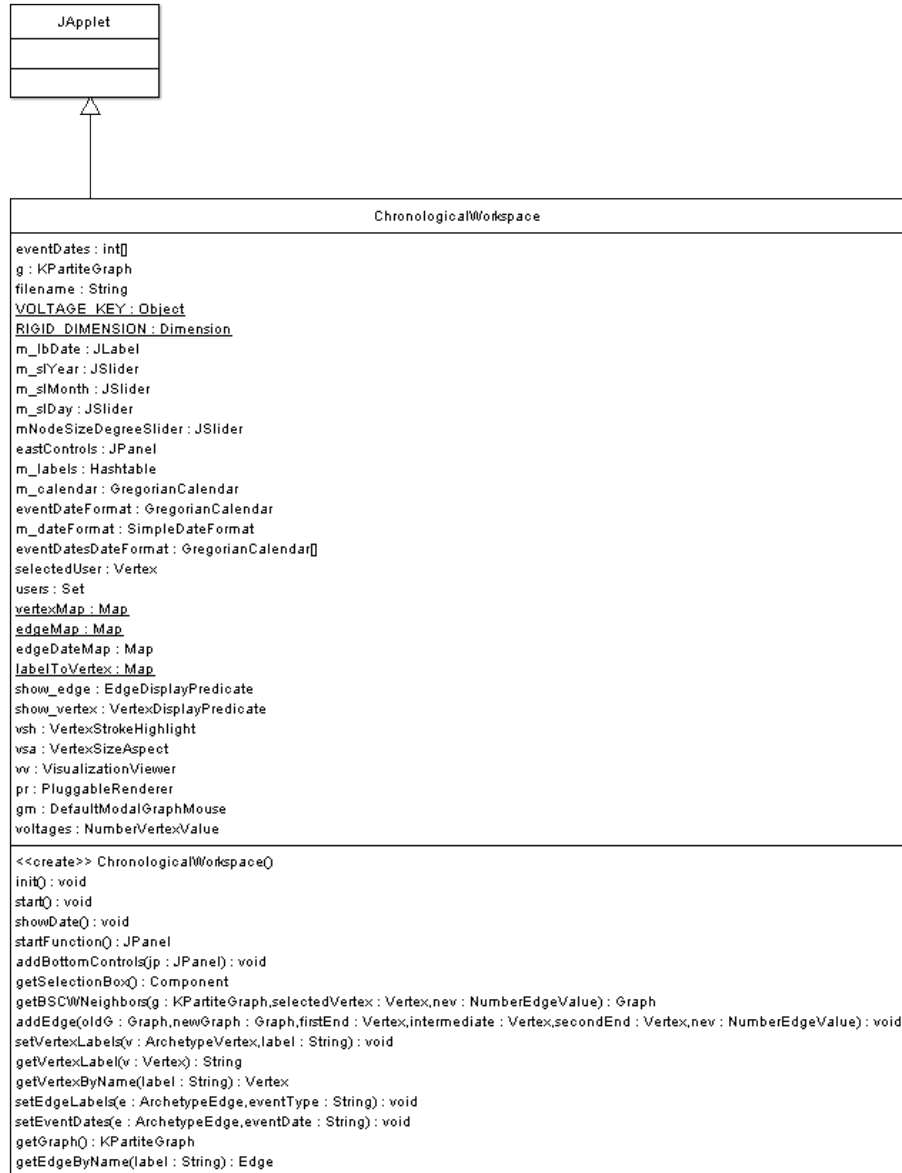 JApplet
ChronologicalWorkspace
eventDates : int[]
g : KPartiteGraph
filename : String
VOLTAGE_KEY : Object
RIGID_DIMENSION : Dimension
m_lbDate : JLabel
m_slYear : JSlider
m_slMonth : JSlider
m_slDay : JSlider
mNodeSizeDegreeSlider : JSlider
eastControls : JPanel
m_labels : Hashtable
m_calendar : GregorianCalendar
eventDateFormat : GregorianCalendar
m_dateFormat : SimpleDateFormat
eventDatesDateFormat : GregorianCalendar[]
selectedUser : Vertex
users : Set
vertexMap : Map
edgeMap : Map
edgeDateMap : Map
labelToVertex : Map
show_edge : EdgeDisplayPredicate
show_vertex : VertexDisplayPredicate
vsh : VertexStrokeHighlight
vsa : VertexSizeAspect
vv : VisualizationViewer
pr : PluggableRenderer
gm : DefaultModalGraphMouse
voltages : NumberVertexValue
<<create>> ChronologicalWorkspace()
init() : void
start() : void
showDate() : void
startFunction() : JPanel
addBottomControls(jp : JPanel) : void
getSelectionBox() : Component
getBSCWNeighbors(g : KPartiteGraph,selectedVertex : Vertex,nev : NumberEdgeValue) : Graph
addEdge(oldG : Graph,newGraph : Graph,firstEnd : Vertex,intermediate : Vertex,secondEnd : Vertex,nev : NumberEdgeValue) : void
setVertexLabels(v : ArchetypeVertex,label : String) : void
getVertexLabel(v : Vertex) : String
getVertexByName(label : String) : Vertex
setEdgeLabels(e : ArchetypeEdge,eventType : String) : void
setEventDates(e : ArchetypeEdge,eventDate : String) : void
getGraph() : KPartiteGraph
getEdgeByName(label : String) : Edge